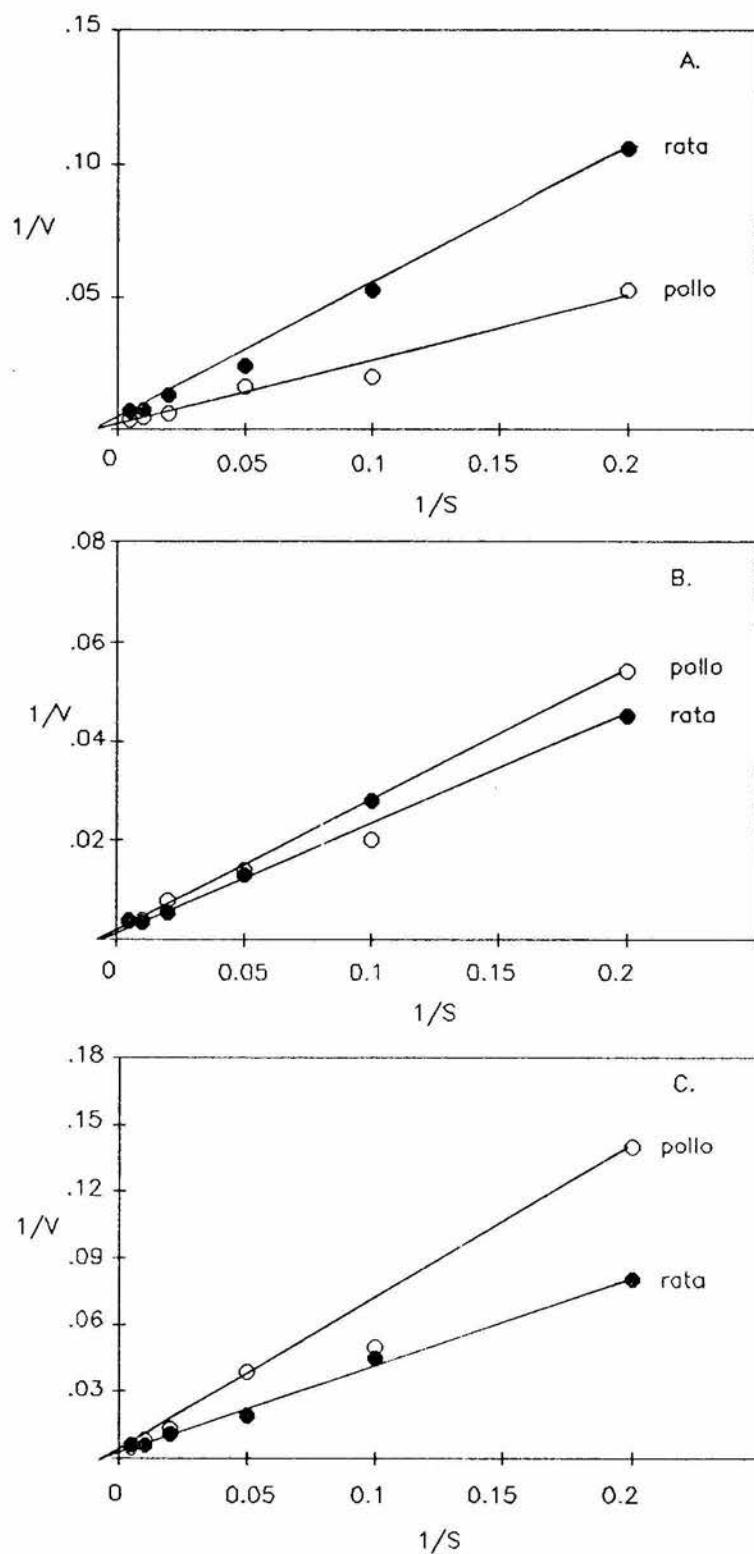 .15
A.
rata
.10
1/V
pollo
.05
0 0.05 0.1 0.15 0.2
1/S
.08
B.
.06
pollo
1/V
rata
.04
.02
0 0.05 0.1 0.15 0.2
1/S
.18
C.
.15
pollo
.12
1/V
.09
rata
.06
.03
0 0.05 0.1 0.15 0.2
1/S